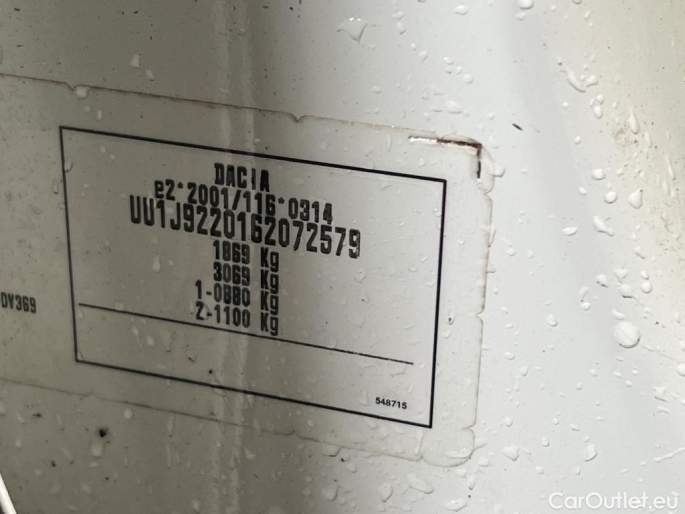 DACIA
e2*2001/116*0314
UU1J9220162072579
1869 Kg
3069 Kg
1-0880 Kg
2-1100 Kg
DV369
548715
CarOutlet.eu